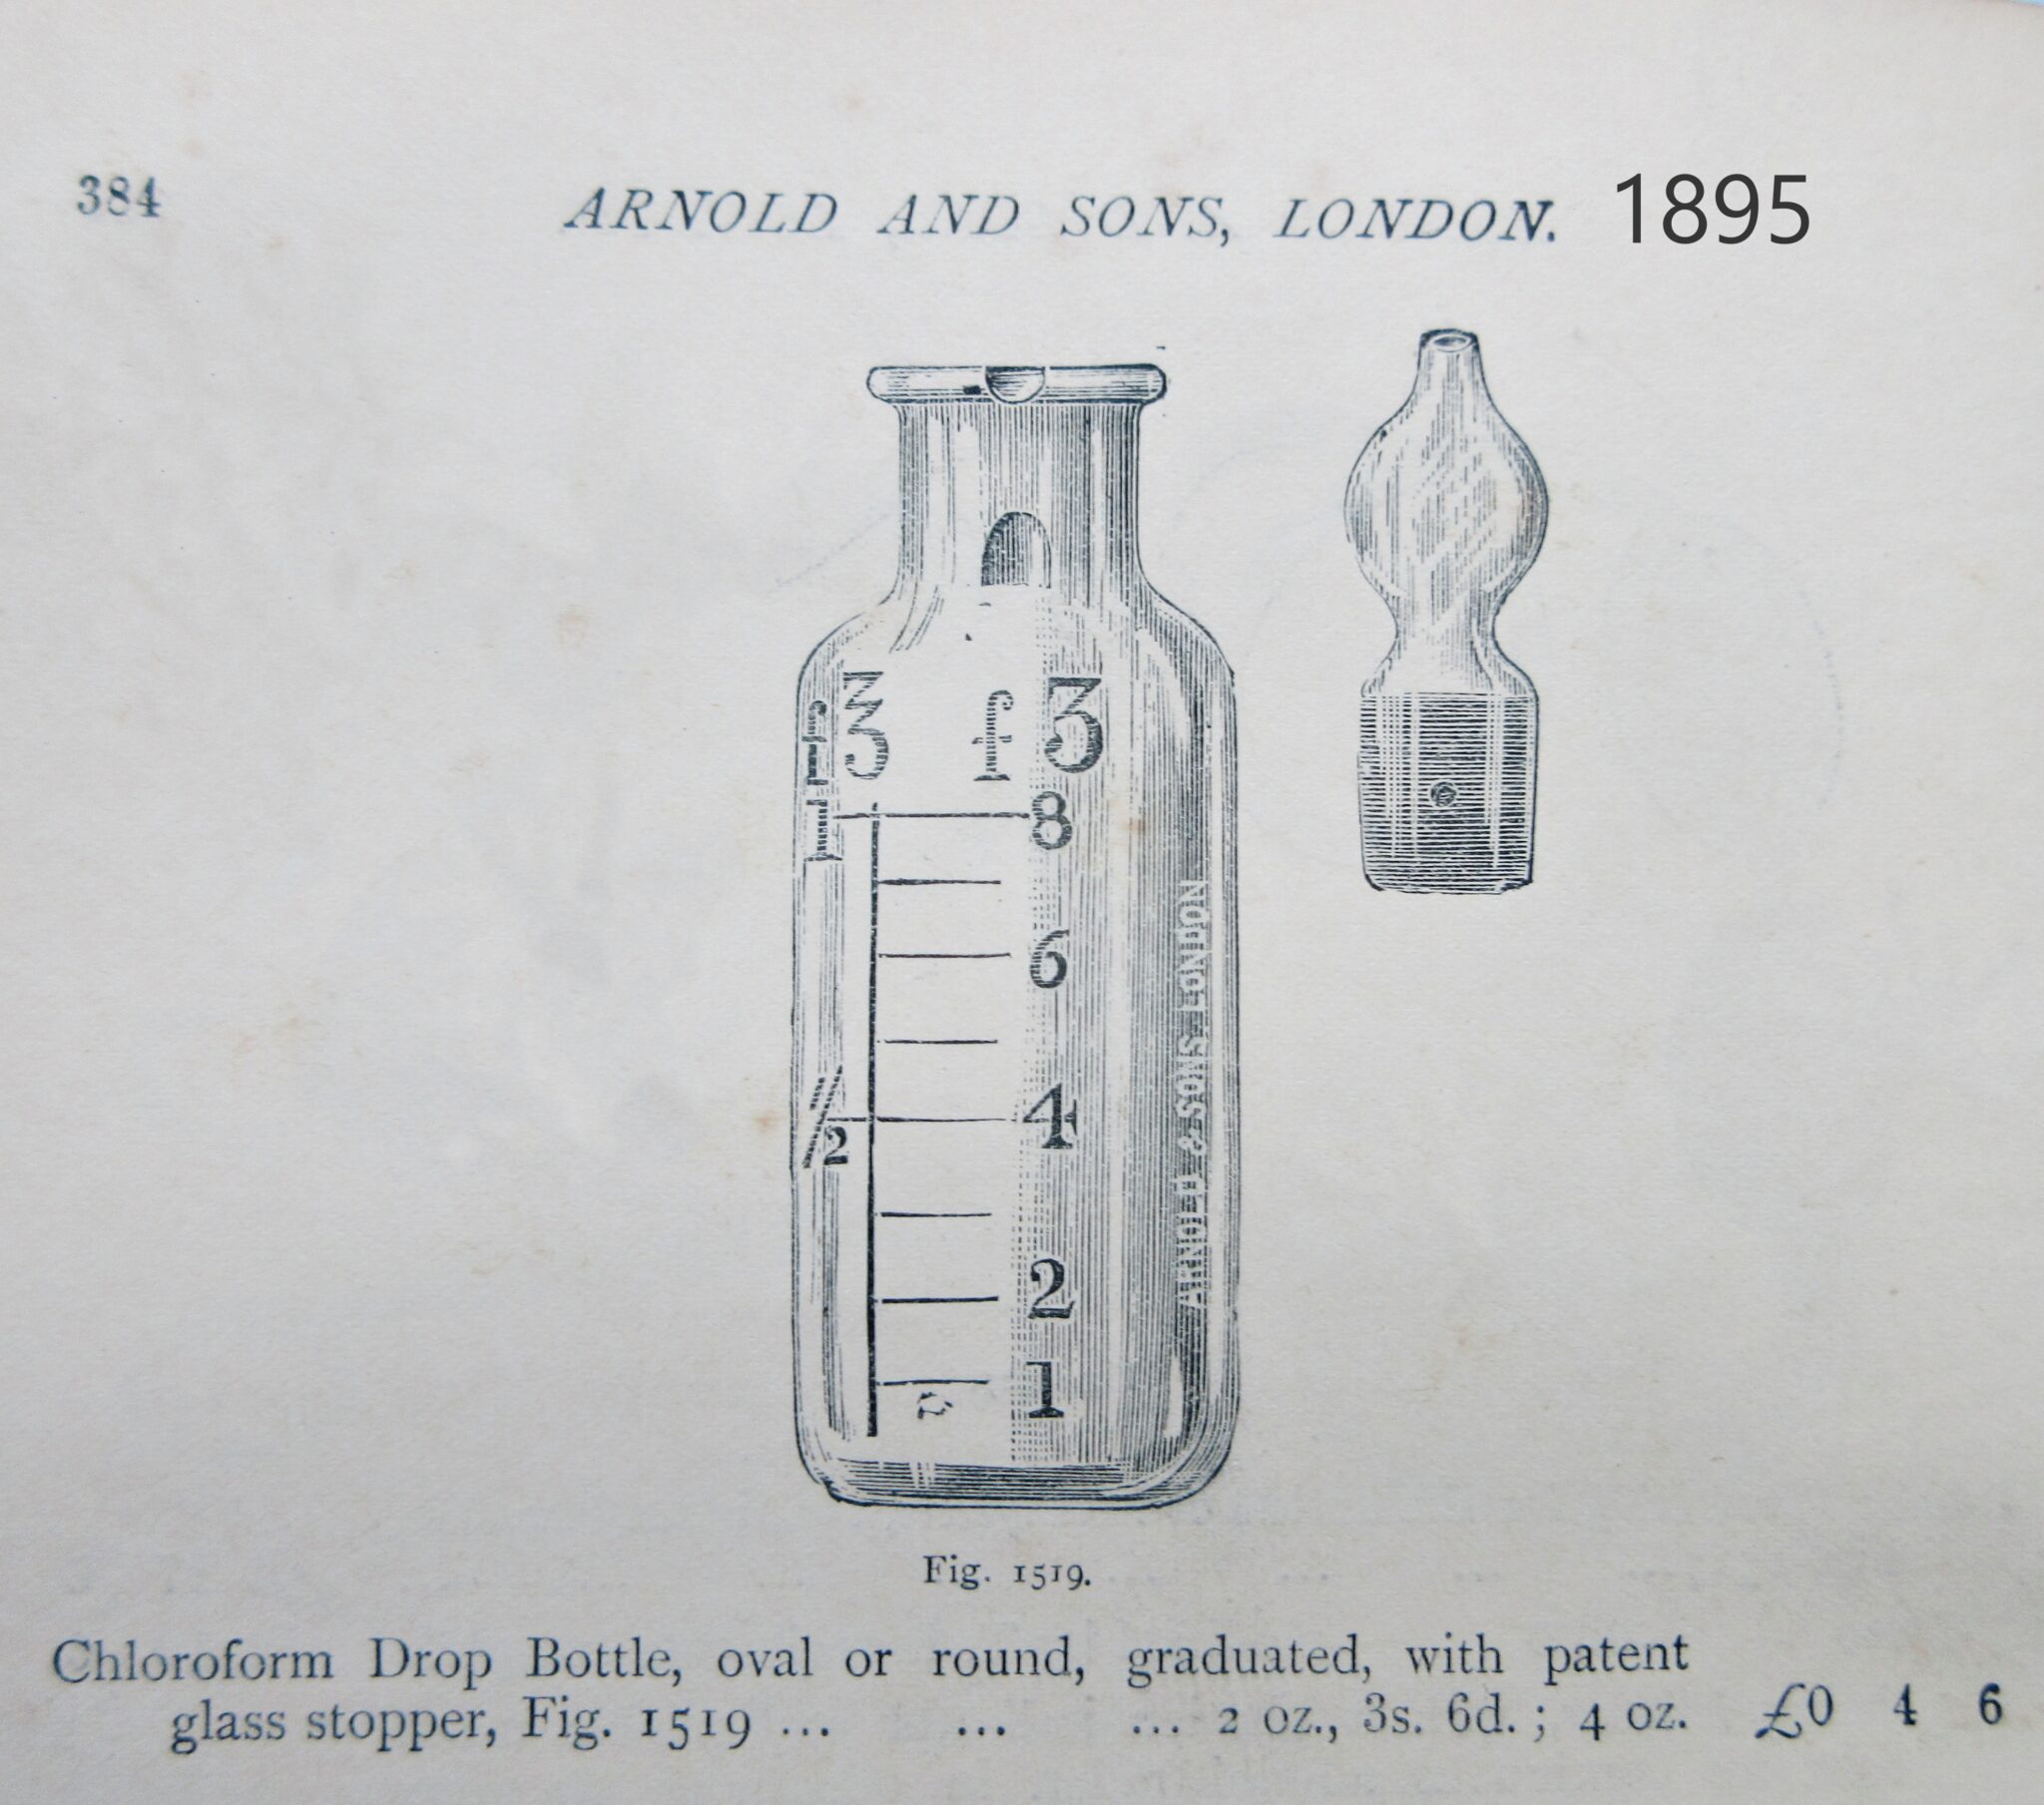 384 ARNOLD AND SONS, LONDON. 1895
f℥ fʒ
1 8
6
½ 4
2
1
ARNOLD & SONS LONDON
Fig. 1519.
Chloroform Drop Bottle, oval or round, graduated, with patent
glass stopper, Fig. 1519 ... ... ... 2 oz., 3s. 6d. ; 4 oz. £0 4 6